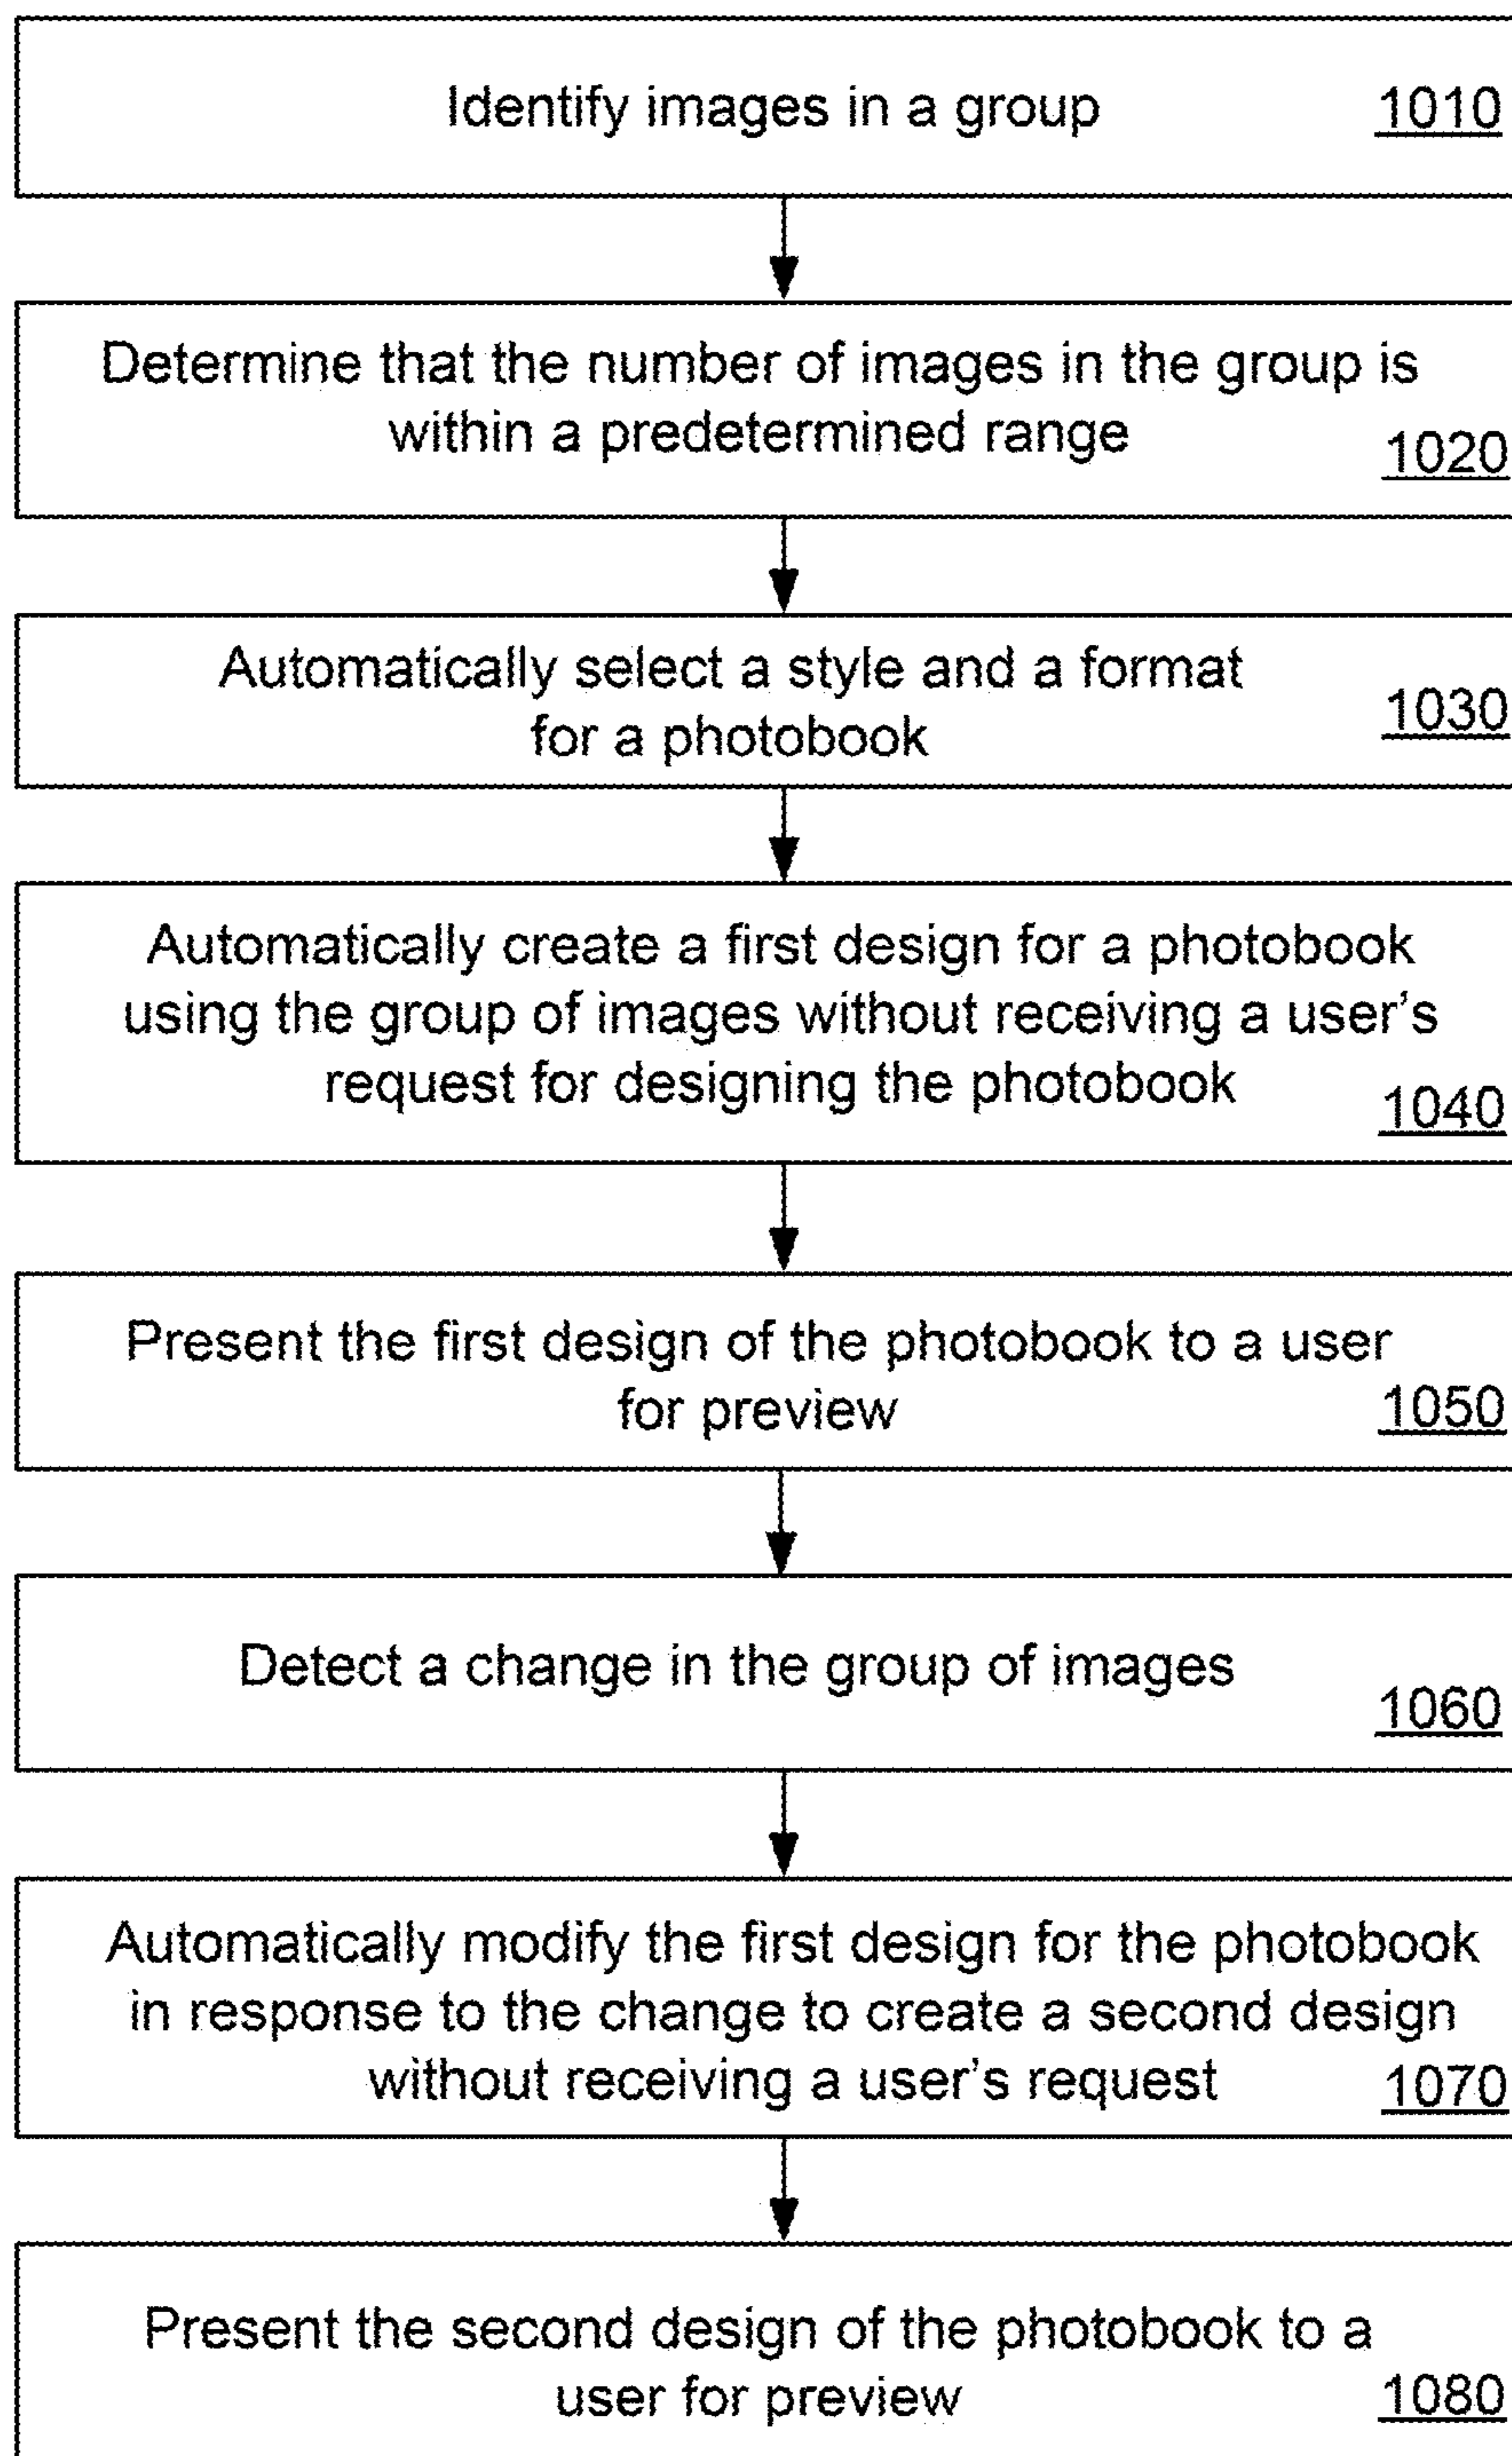 Identify images in a group
1010
Determine that the number of images in the group is
within a predetermined range
1020
Automatically select a style and a format
for a photobook
1030
Automatically create a first design for a photobook
using the group of images without receiving a user's
request for designing the photobook
1040
Present the first design of the photobook to a user
for preview
1050
Detect a change in the group of images
1060
Automatically modify the first design for the photobook
in response to the change to create a second design
without receiving a user's request
1070
Present the second design of the photobook to a
user for preview
1080